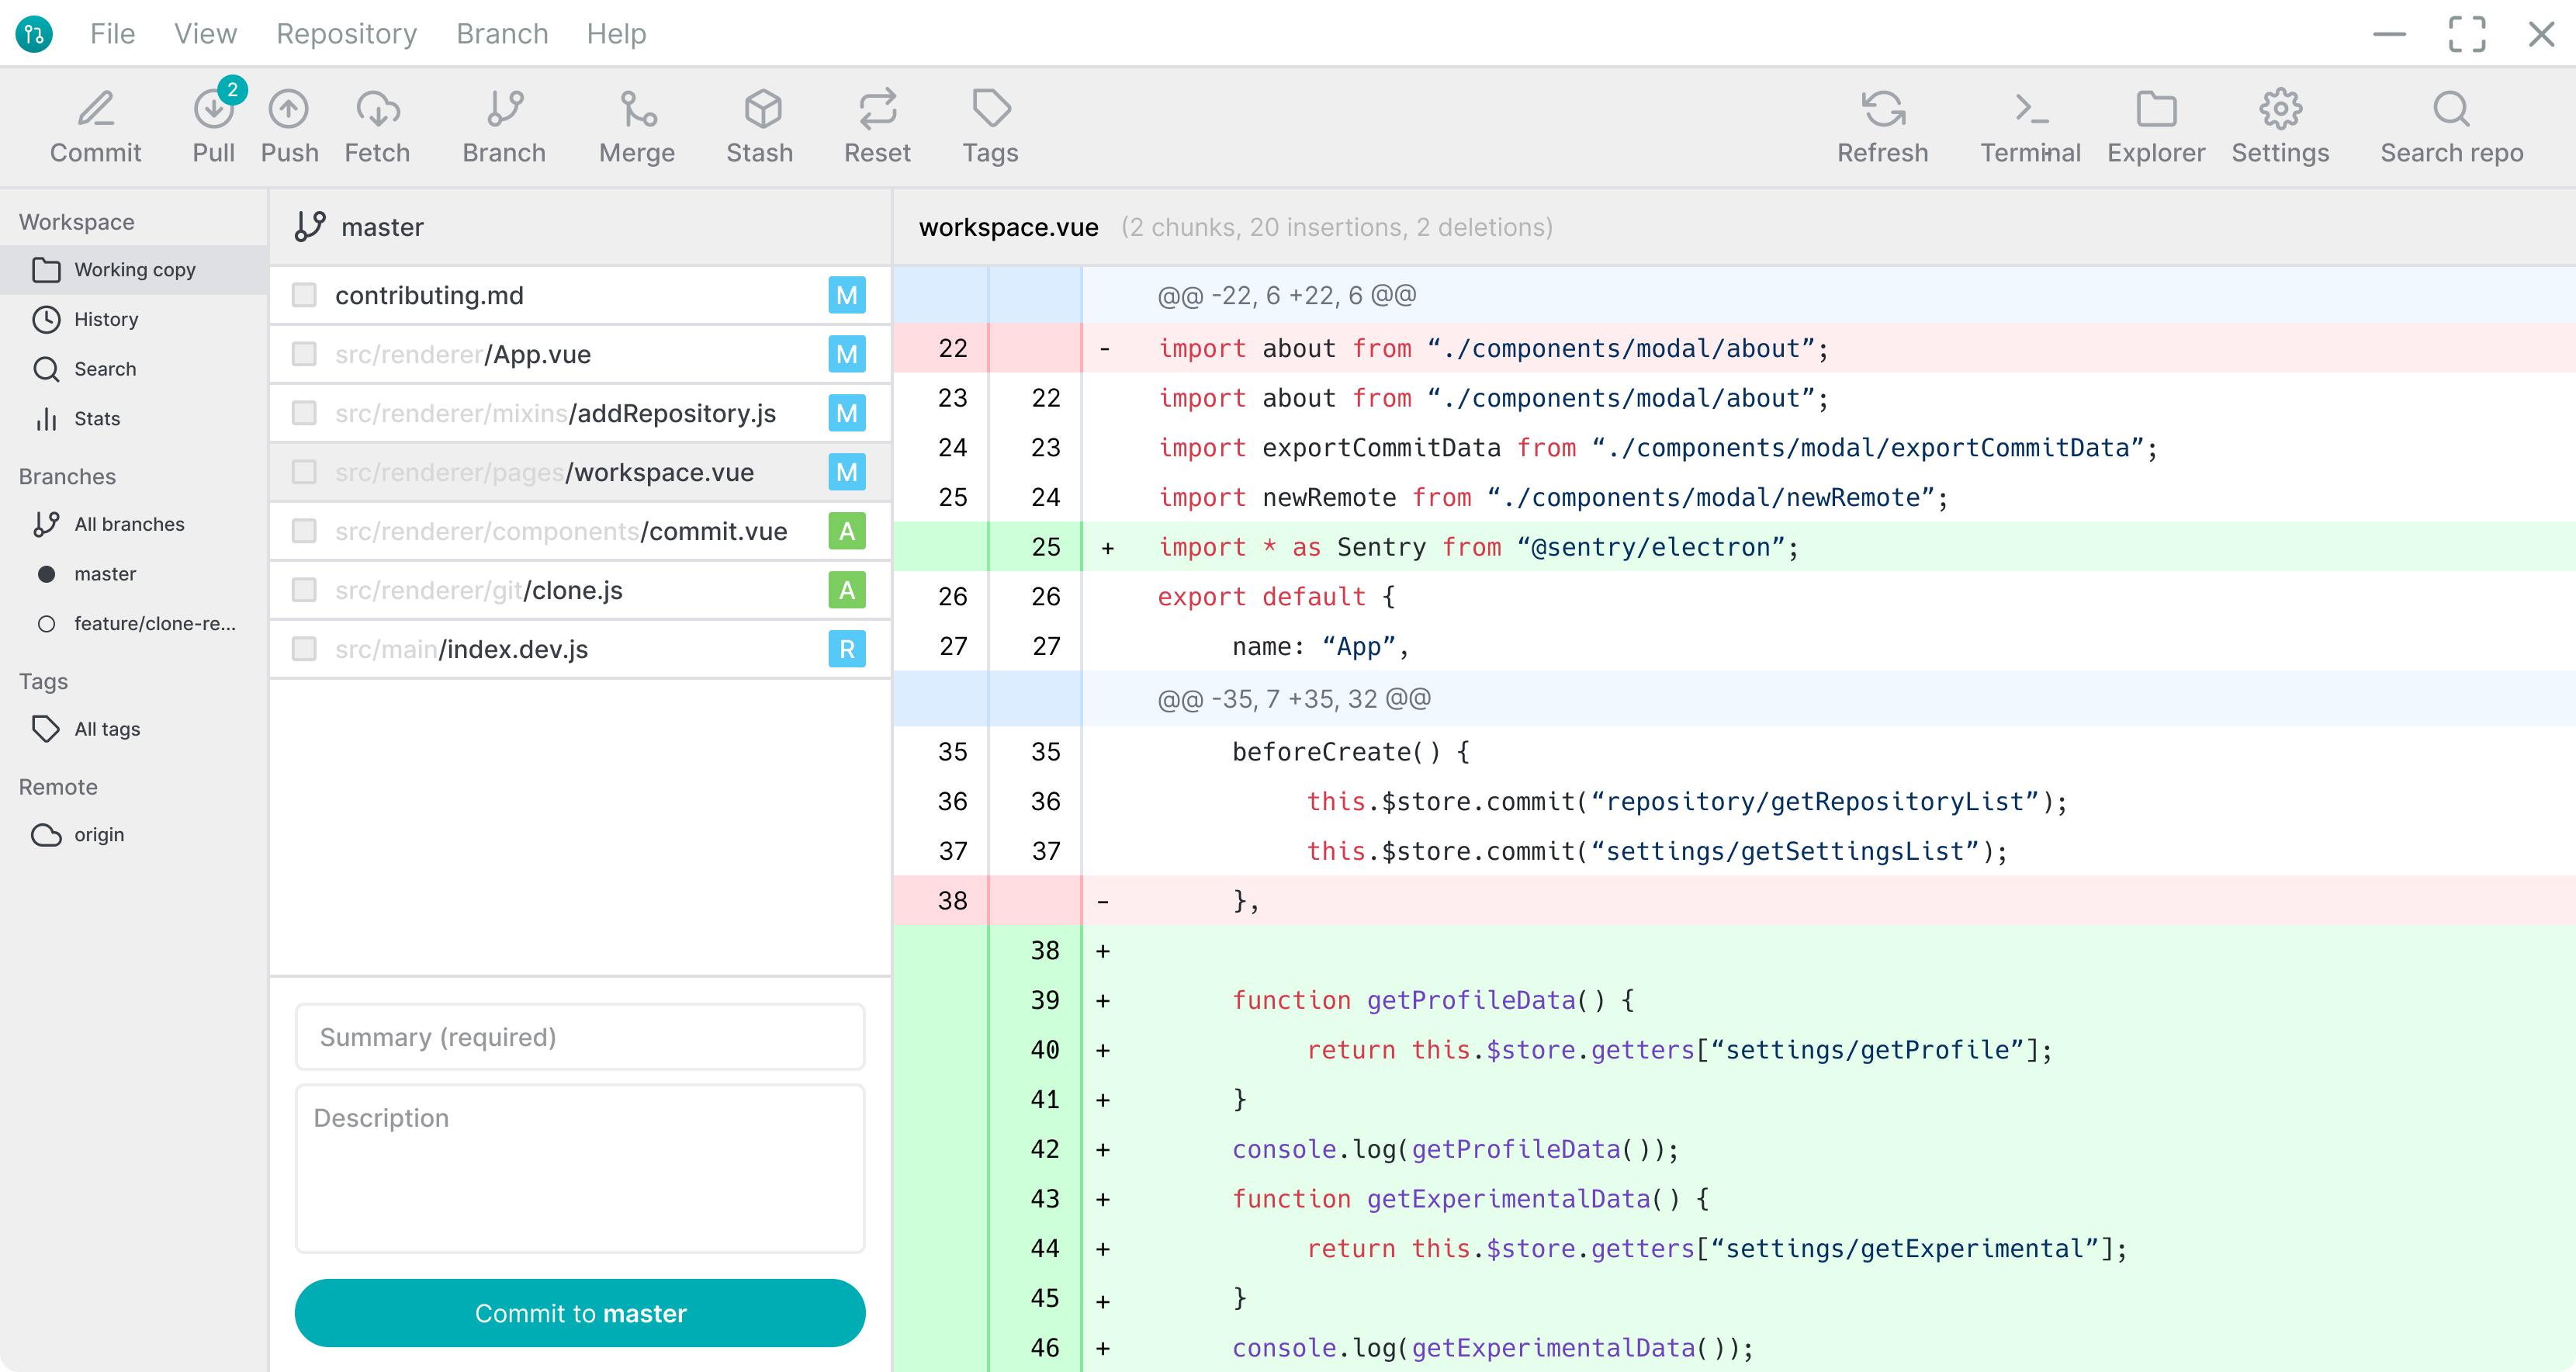 File View Repository Branch Help
2
Commit Pull Push Fetch Branch Merge Stash Reset Tags Refresh Terminal Explorer Settings Search repo
Workspace
Working copy
History
Search
Stats
Branches
All branches
master
feature/clone-re...
Tags
All tags
Remote
origin
master
contributing.md M
src/renderer/App.vue M
src/renderer/mixins/addRepository.js M
src/renderer/pages/workspace.vue M
src/renderer/components/commit.vue A
src/renderer/git/clone.js A
src/main/index.dev.js R
Summary (required)
Description
Commit to master
workspace.vue (2 chunks, 20 insertions, 2 deletions)
@@ -22, 6 +22, 6 @@
22 - import about from “./components/modal/about”;
23 22 import about from “./components/modal/about”;
24 23 import exportCommitData from “./components/modal/exportCommitData”;
25 24 import newRemote from “./components/modal/newRemote”;
25 + import * as Sentry from “@sentry/electron”;
26 26 export default {
27 27 name: “App”,
@@ -35, 7 +35, 32 @@
35 35 beforeCreate() {
36 36 this.$store.commit(“repository/getRepositoryList”);
37 37 this.$store.commit(“settings/getSettingsList”);
38 - },
38 +
39 + function getProfileData() {
40 + return this.$store.getters[“settings/getProfile”];
41 + }
42 + console.log(getProfileData());
43 + function getExperimentalData() {
44 + return this.$store.getters[“settings/getExperimental”];
45 + }
46 + console.log(getExperimentalData());